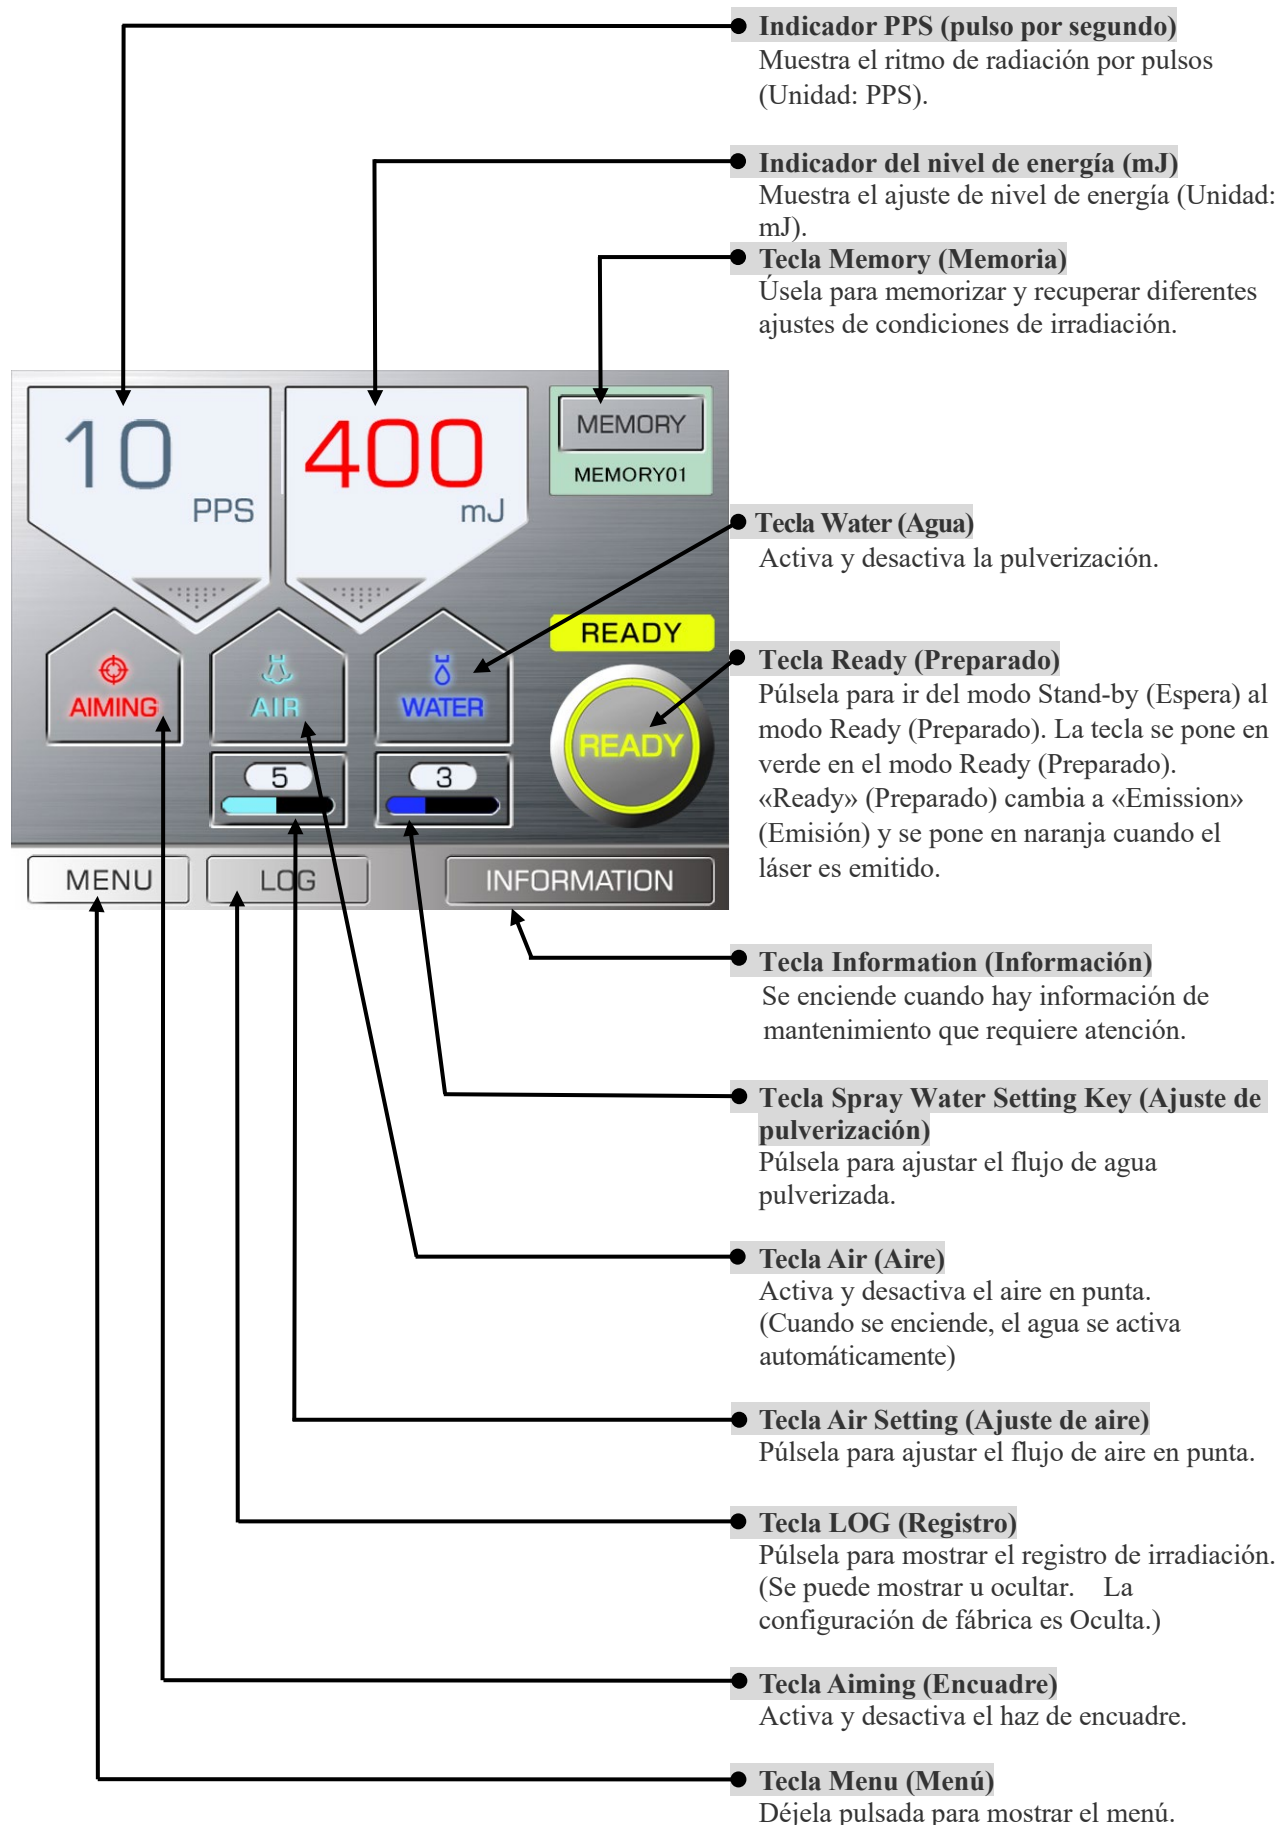 Indicador PPS (pulso por segundo)
Muestra el ritmo de radiación por pulsos
(Unidad: PPS).
Indicador del nivel de energía (mJ)
Muestra el ajuste de nivel de energía (Unidad:
mJ).
Tecla Memory (Memoria)
Úsela para memorizar y recuperar diferentes
ajustes de condiciones de irradiación.
10
PPS
400
mJ
MEMORY
MEMORY01
Tecla Water (Agua)
Activa y desactiva la pulverización.
AIMING
AIR
WATER
READY
READY
5
3
MENU
LOG
INFORMATION
Tecla Ready (Preparado)
Púlsela para ir del modo Stand-by (Espera) al
modo Ready (Preparado). La tecla se pone en
verde en el modo Ready (Preparado).
«Ready» (Preparado) cambia a «Emission»
(Emisión) y se pone en naranja cuando el
láser es emitido.
Tecla Information (Información)
Se enciende cuando hay información de
mantenimiento que requiere atención.
Tecla Spray Water Setting Key (Ajuste de
pulverización)
Púlsela para ajustar el flujo de agua
pulverizada.
Tecla Air (Aire)
Activa y desactiva el aire en punta.
(Cuando se enciende, el agua se activa
automáticamente)
Tecla Air Setting (Ajuste de aire)
Púlsela para ajustar el flujo de aire en punta.
Tecla LOG (Registro)
Púlsela para mostrar el registro de irradiación.
(Se puede mostrar u ocultar. La
configuración de fábrica es Oculta.)
Tecla Aiming (Encuadre)
Activa y desactiva el haz de encuadre.
Tecla Menu (Menú)
Déjela pulsada para mostrar el menú.